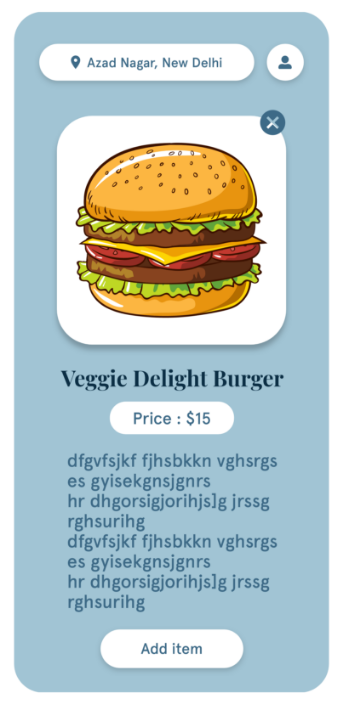 Azad Nagar, New Delhi
Veggie Delight Burger
Price : $15
dfgvfsjkf fjhsbkkn vghsrgs
es gyisekgnsjgnrs
hr dhgorsigjorihjs]g jrssg
rghsurihg
dfgvfsjkf fjhsbkkn vghsrgs
es gyisekgnsjgnrs
hr dhgorsigjorihjs]g jrssg
rghsurihg
Add item